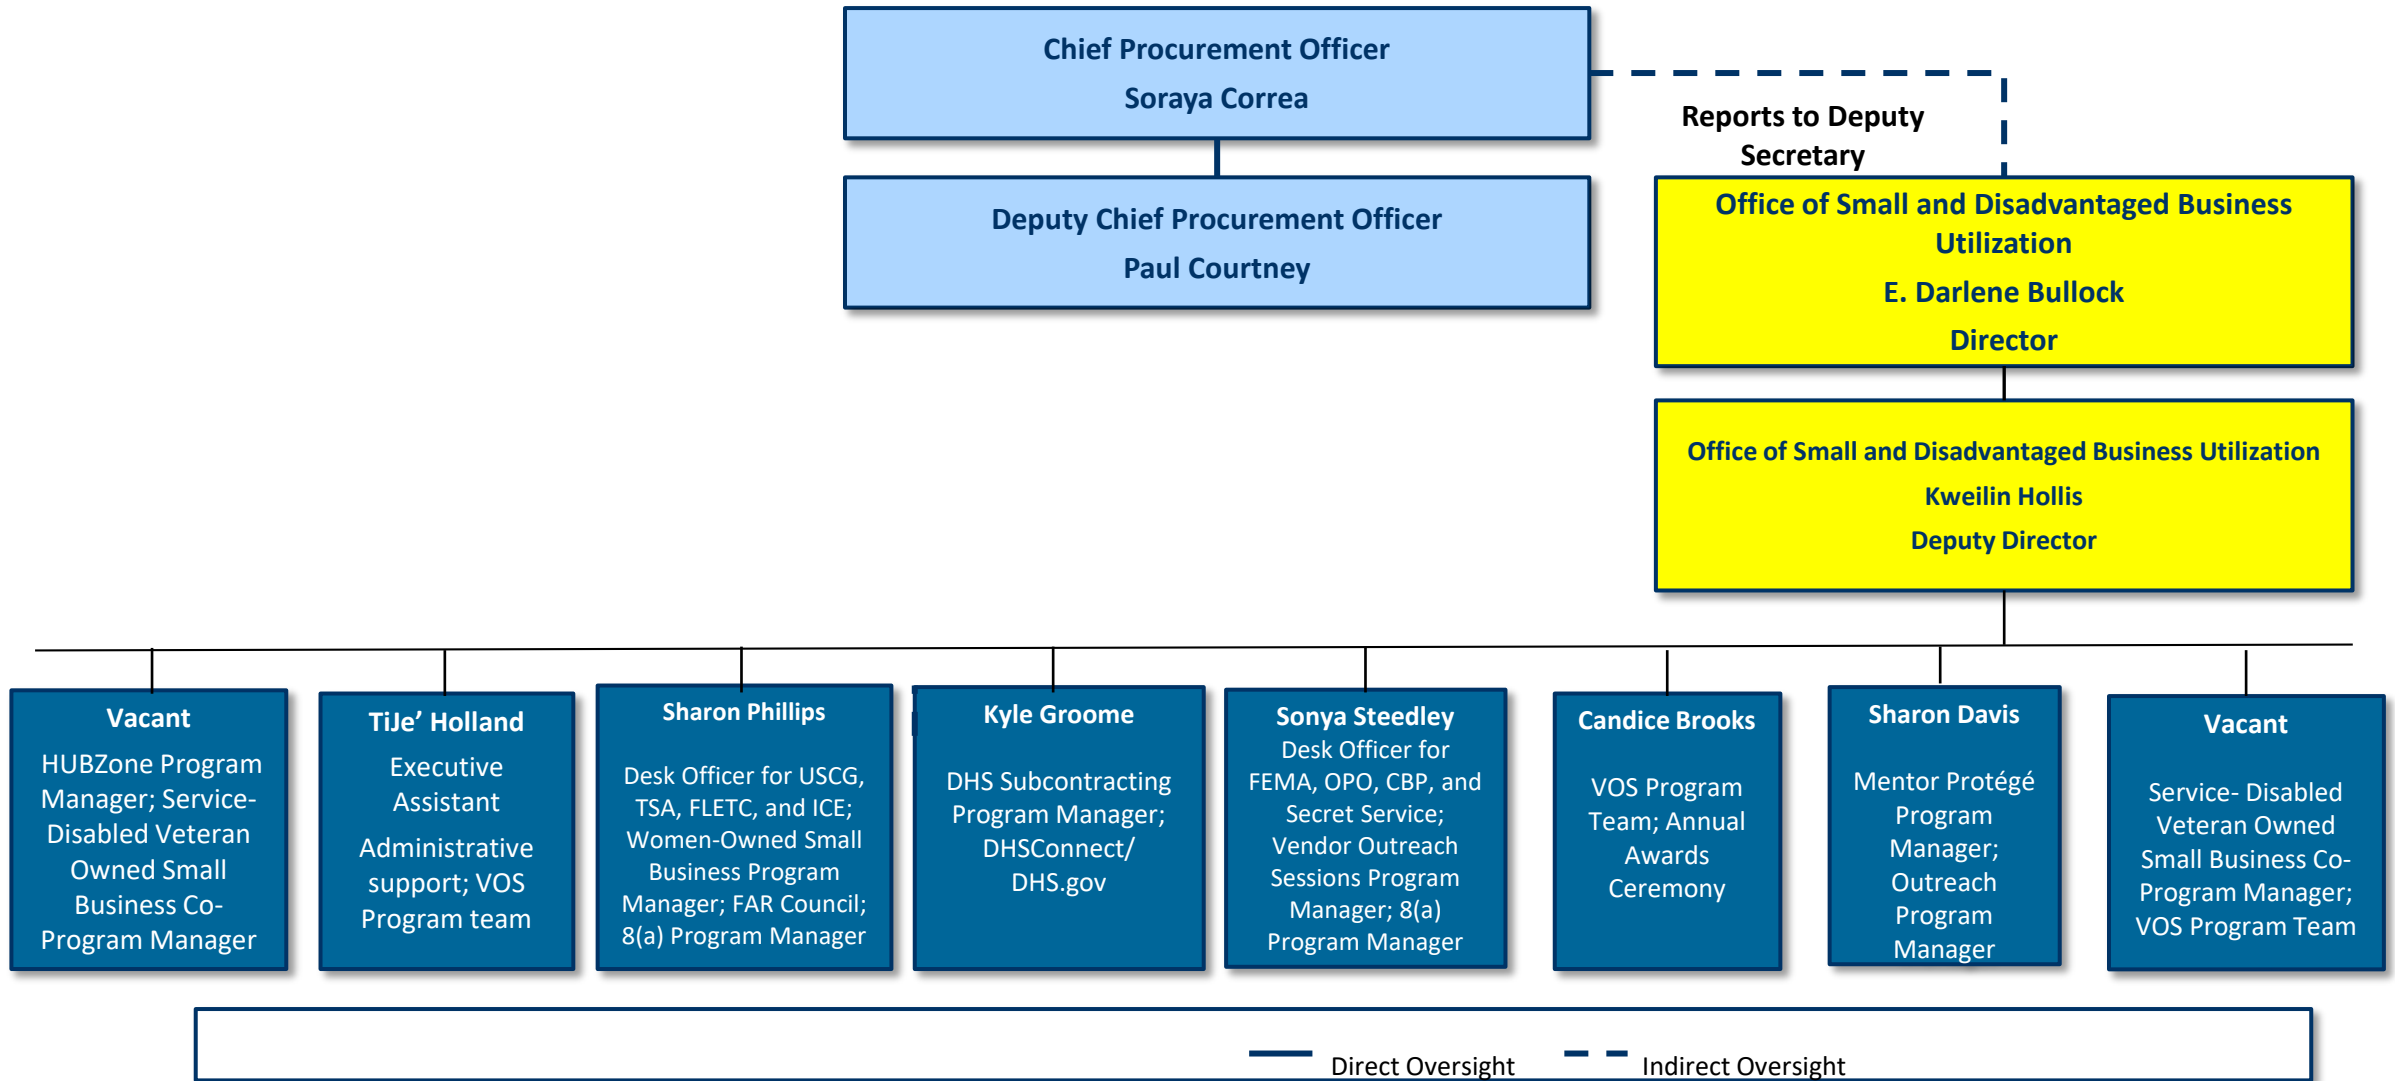 Chief Procurement Officer
Soraya Correa
Reports to Deputy
Secretary
Deputy Chief Procurement Officer
Paul Courtney
Office of Small and Disadvantaged Business
Utilization
E. Darlene Bullock
Director
Office of Small and Disadvantaged Business Utilization
Kweilin Hollis
Deputy Director
Vacant
HUBZone Program
Manager; Service-
Disabled Veteran
Owned Small
Business Co-
Program Manager
TiJe’ Holland
Executive
Assistant
Administrative
support; VOS
Program team
Sharon Phillips
Desk Officer for USCG,
TSA, FLETC, and ICE;
Women-Owned Small
Business Program
Manager; FAR Council;
8(a) Program Manager
Kyle Groome
DHS Subcontracting
Program Manager;
DHSConnect/
DHS.gov
Sonya Steedley
Desk Officer for
FEMA, OPO, CBP, and
Secret Service;
Vendor Outreach
Sessions Program
Manager; 8(a)
Program Manager
Candice Brooks
VOS Program
Team; Annual
Awards
Ceremony
Sharon Davis
Mentor Protégé
Program
Manager;
Outreach
Program
Manager
Vacant
Service- Disabled
Veteran Owned
Small Business Co-
Program Manager;
VOS Program Team
Direct Oversight
Indirect Oversight